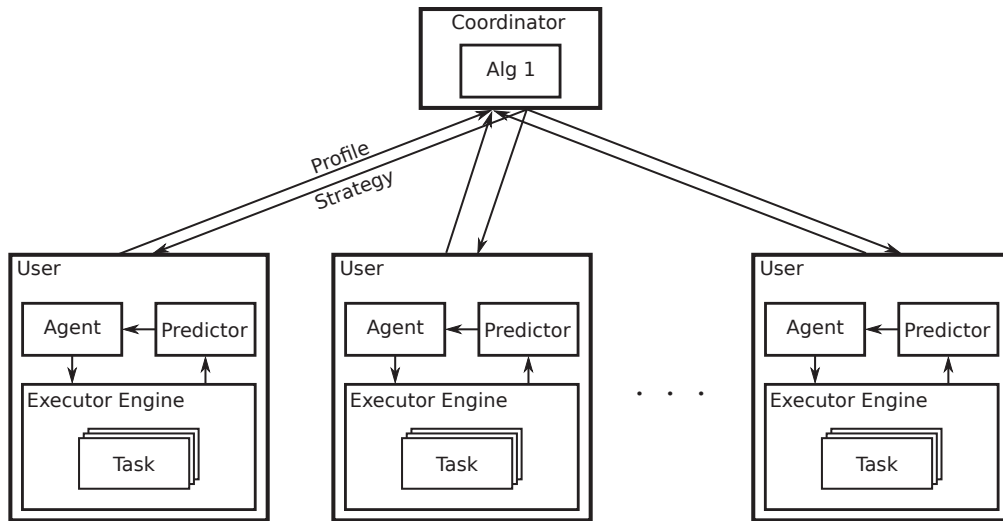 Coordinator
Alg 1
Profile
Strategy
User
Agent
Predictor
Executor Engine
Task
User
Agent
Predictor
Executor Engine
Task
. . .
User
Agent
Predictor
Executor Engine
Task